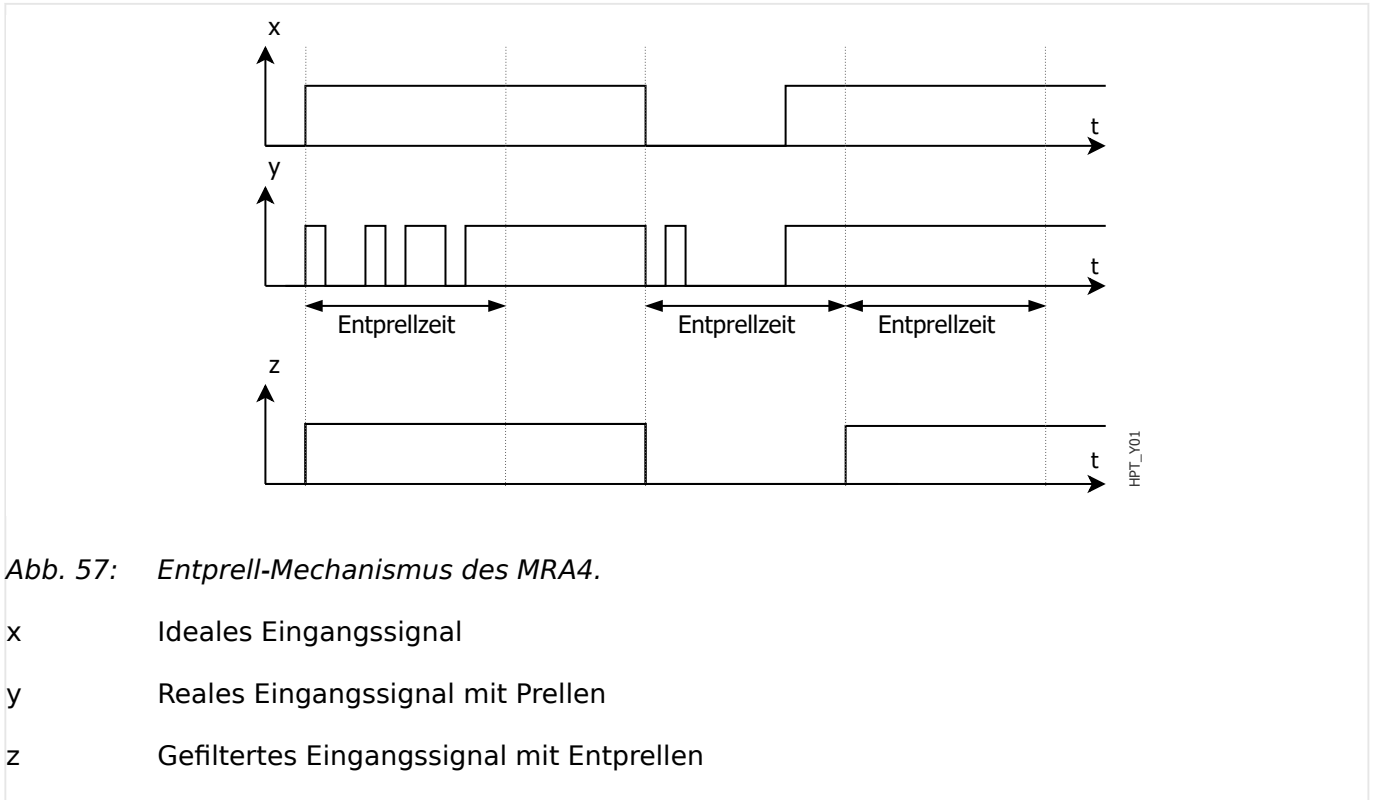 x
t
y
t
Entprellzeit Entprellzeit Entprellzeit
z
t
HPT_Y01
Abb. 57: Entprell-Mechanismus des MRA4.
x Ideales Eingangssignal
y Reales Eingangssignal mit Prellen
z Gefiltertes Eingangssignal mit Entprellen